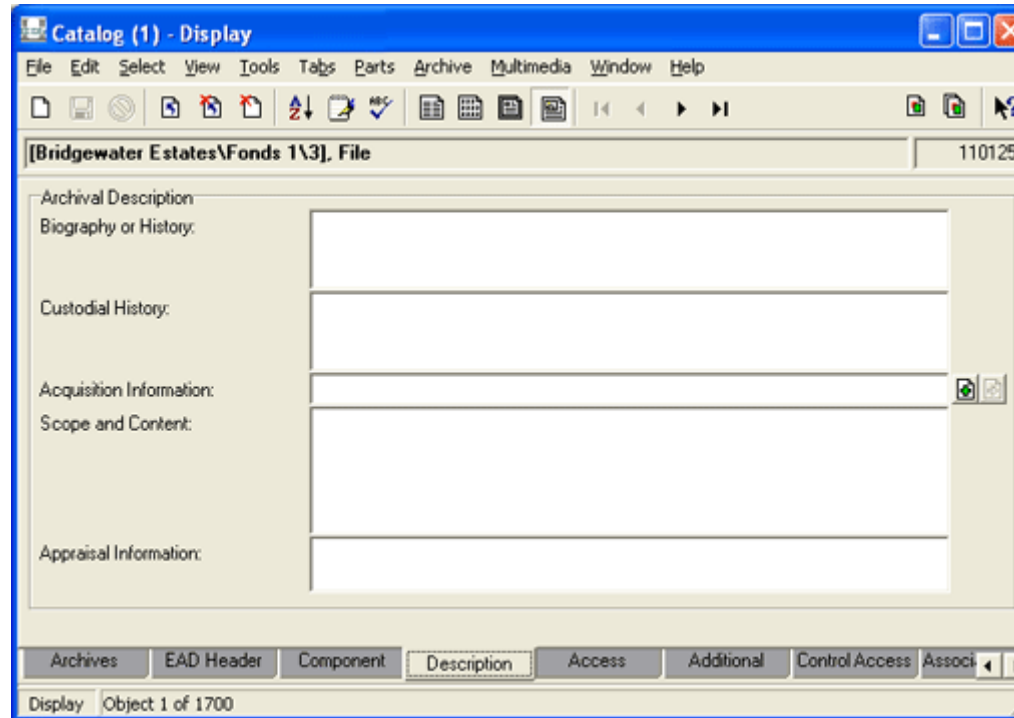 Catalog (1) - Display
File Edit Select View Tools Tabs Parts Archive Multimedia Window Help
[Bridgewater Estates\Fonds 1\3], File 110125
Archival Description
Biography or History:
Custodial History:
Acquisition Information:
Scope and Content:
Appraisal Information:
Archives EAD Header Component Description Access Additional Control Access Associ
Display Object 1 of 1700